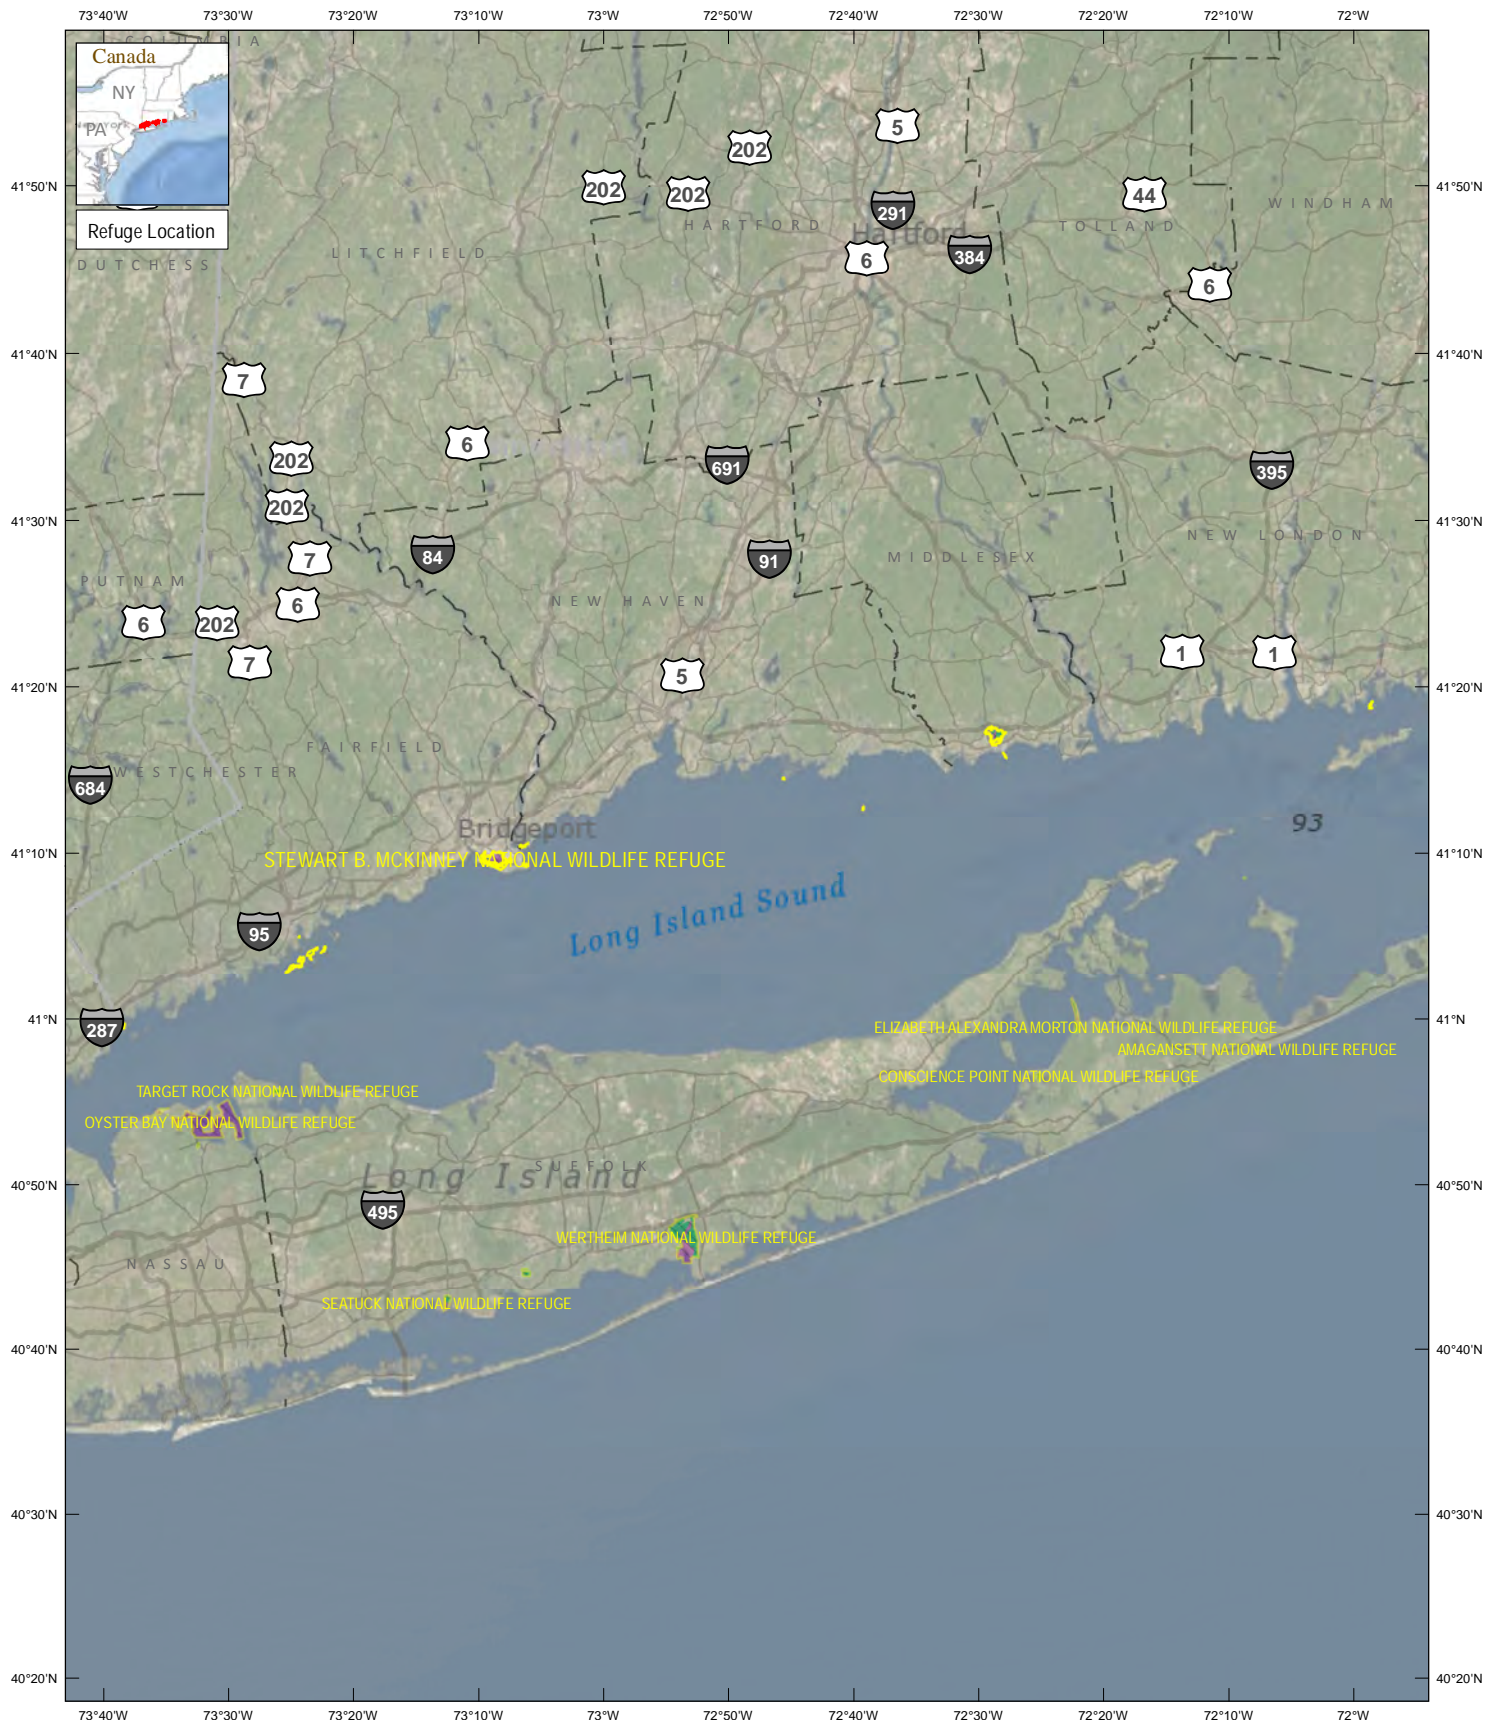 73°40'W 73°30'W 73°20'W 73°10'W 73°W 72°50'W 72°40'W 72°30'W 72°20'W 72°10'W 72°W
Canada
NY
PA
Refuge Location
5
202
41°50'N 202 202 44 41°50'N
291
WINDHAM
HARTFORD Hartford TOLLAND
LITCHFIELD 6 384
DUTCHESS
6
41°40'N 41°40'N
7
6
202 691 395
202
41°30'N 41°30'N
NEW LONDON
84 7 91 MIDDLESEX
PUTNAM
6 NEW HAVEN
6 202
7 5 1 1
41°20'N 41°20'N
FAIRFIELD
WESTCHESTER
684
Bridgeport 93
41°10'N STEWART B. MCKINNEY NATIONAL WILDLIFE REFUGE 41°10'N
Long Island Sound
95
41°N 287 41°N
ELIZABETH ALEXANDRA MORTON NATIONAL WILDLIFE REFUGE
AMAGANSETT NATIONAL WILDLIFE REFUGE
CONSCIENCE POINT NATIONAL WILDLIFE REFUGE
TARGET ROCK NATIONAL WILDLIFE REFUGE
OYSTER BAY NATIONAL WILDLIFE REFUGE
SUFFOLK
Long Island
40°50'N 40°50'N
495
WERTHEIM NATIONAL WILDLIFE REFUGE
NASSAU
SEATUCK NATIONAL WILDLIFE REFUGE
40°40'N 40°40'N
40°30'N 40°30'N
40°20'N 40°20'N
73°40'W 73°30'W 73°20'W 73°10'W 73°W 72°50'W 72°40'W 72°30'W 72°20'W 72°10'W 72°W